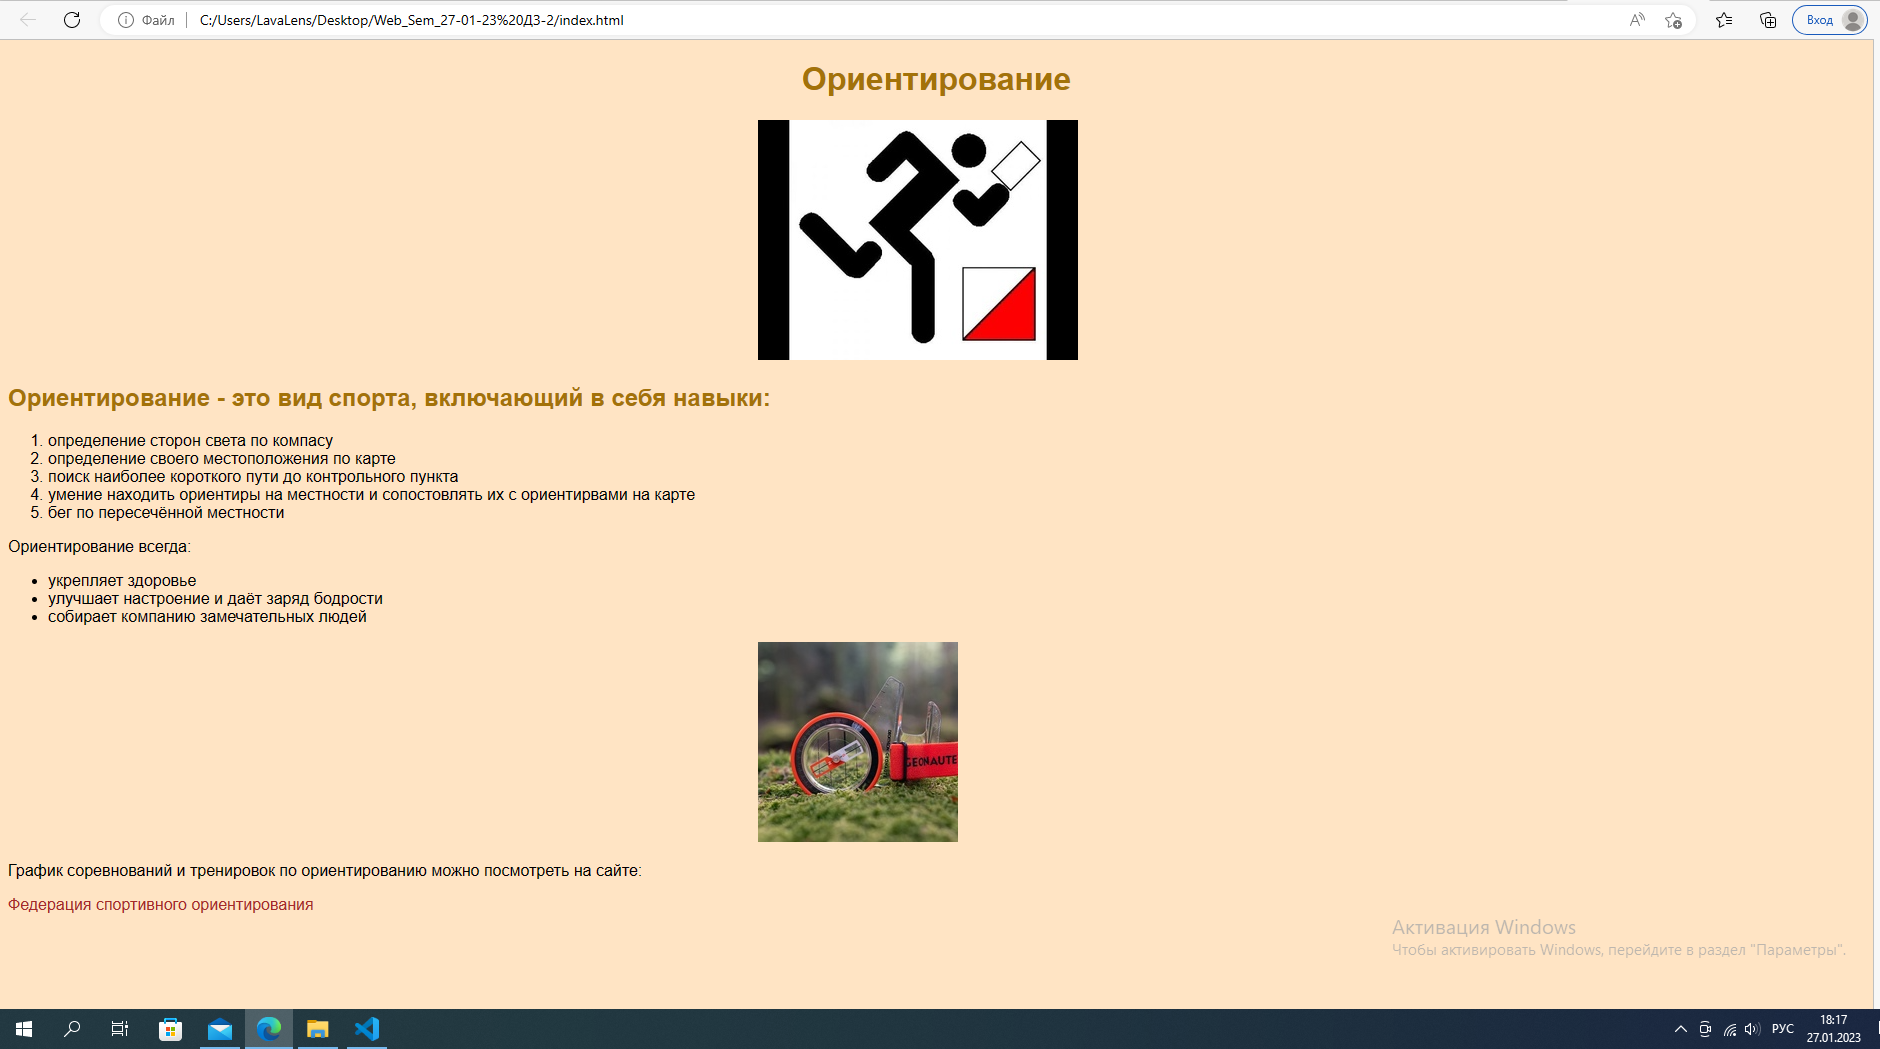 Файл
C:/Users/LavaLens/Desktop/Web_Sem_27-01-23%20ДЗ-2/index.html
Вход
Ориентирование
Ориентирование - это вид спорта, включающий в себя навыки:
1. определение сторон света по компасу
2. определение своего местоположения по карте
3. поиск наиболее короткого пути до контрольного пункта
4. умение находить ориентиры на местности и сопостовлять их с ориентирвами на карте
5. бег по пересечённой местности
Ориентирование всегда:
• укрепляет здоровье
• улучшает настроение и даёт заряд бодрости
• собирает компанию замечательных людей
GEONAUTE
График соревнований и тренировок по ориентированию можно посмотреть на сайте:
Федерация спортивного ориентирования
Активация Windows
Чтобы активировать Windows, перейдите в раздел "Параметры".
РУС
18:17
27.01.2023